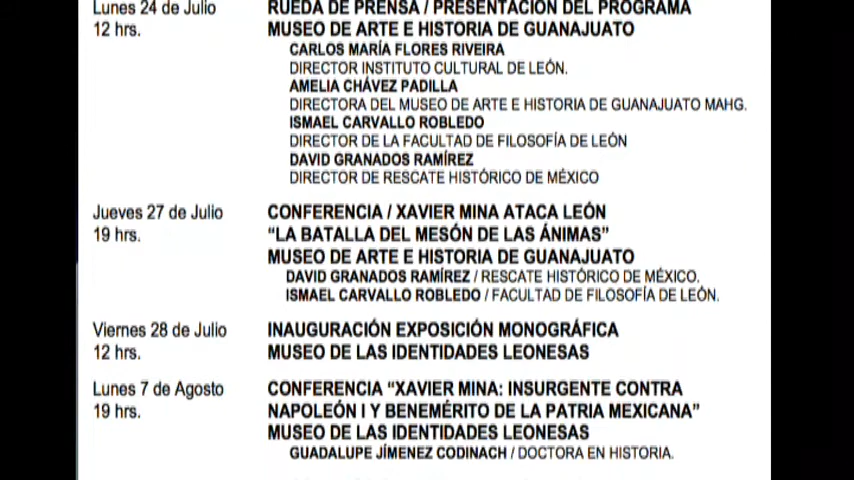 Lunes 24 de Julio RUEDA DE PRENSA / PRESENTACIÓN DEL PROGRAMA
12 hrs. MUSEO DE ARTE E HISTORIA DE GUANAJUATO
CARLOS MARÍA FLORES RIVEIRA
DIRECTOR INSTITUTO CULTURAL DE LEÓN.
AMELIA CHÁVEZ PADILLA
DIRECTORA DEL MUSEO DE ARTE E HISTORIA DE GUANAJUATO MAHG.
ISMAEL CARVALLO ROBLEDO
DIRECTOR DE LA FACULTAD DE FILOSOFÍA DE LEÓN
DAVID GRANADOS RAMÍREZ
DIRECTOR DE RESCATE HISTÓRICO DE MÉXICO
Jueves 27 de Julio CONFERENCIA / XAVIER MINA ATACA LEÓN
19 hrs. “LA BATALLA DEL MESÓN DE LAS ÁNIMAS”
MUSEO DE ARTE E HISTORIA DE GUANAJUATO
DAVID GRANADOS RAMÍREZ / RESCATE HISTÓRICO DE MÉXICO.
ISMAEL CARVALLO ROBLEDO / FACULTAD DE FILOSOFÍA DE LEÓN.
Viernes 28 de Julio INAUGURACIÓN EXPOSICIÓN MONOGRÁFICA
12 hrs. MUSEO DE LAS IDENTIDADES LEONESAS
Lunes 7 de Agosto CONFERENCIA “XAVIER MINA: INSURGENTE CONTRA
19 hrs. NAPOLEÓN I Y BENEMÉRITO DE LA PATRIA MEXICANA”
MUSEO DE LAS IDENTIDADES LEONESAS
GUADALUPE JÍMENEZ CODINACH / DOCTORA EN HISTORIA.